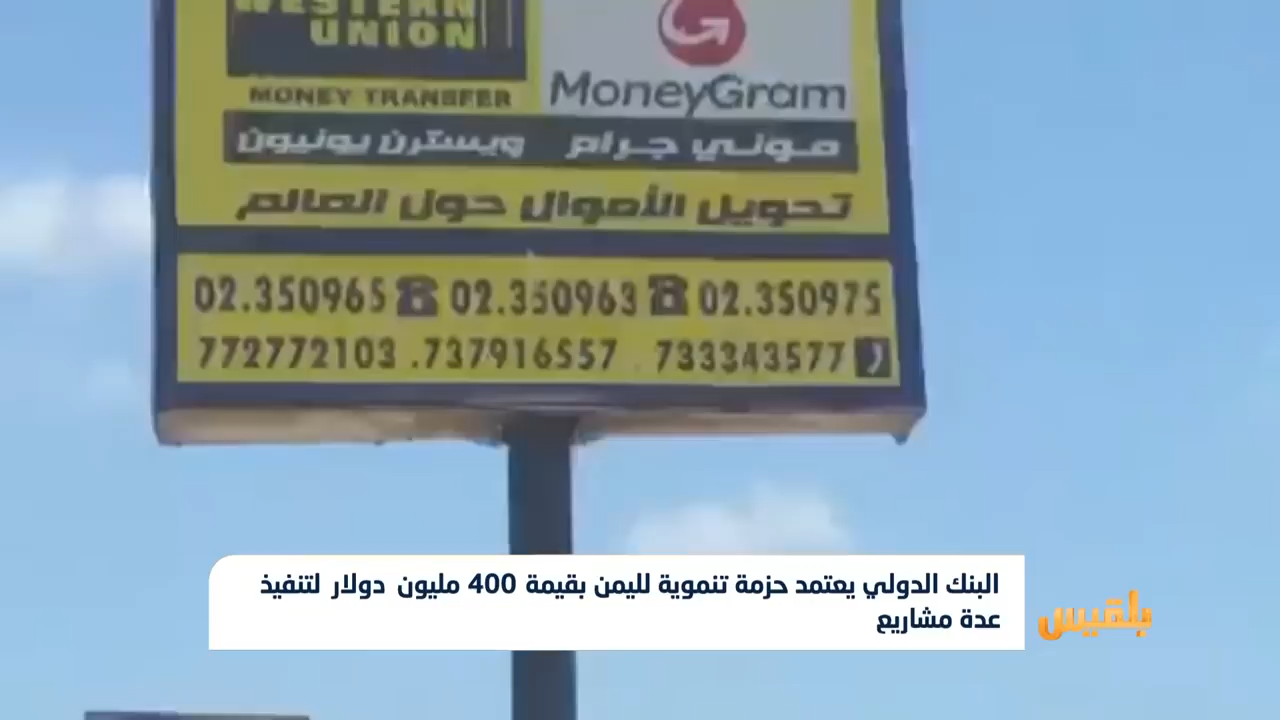 WESTERN
UNION
MONEY TRANSFER
MoneyGram
موني جرام ويسترن يونيون
تحويل الأموال حول العالم
02.350965 02.350963 02.350975
772772103 .737916557 . 733343577
البنك الدولي يعتمد حزمة تنموية لليمن بقيمة 400 مليون دولار لتنفيذ
عدة مشاريع
بلقيس